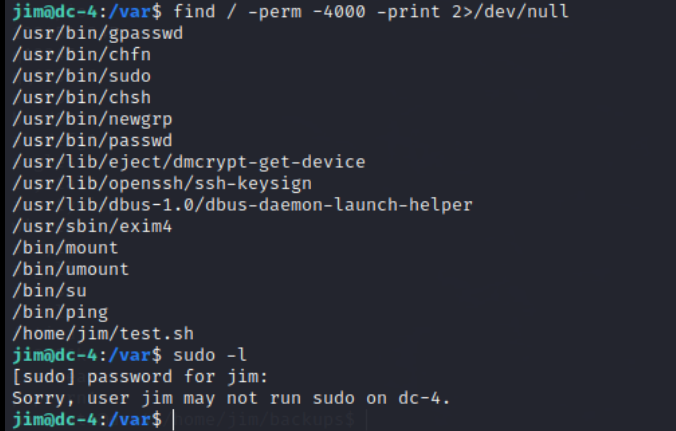 jim@dc-4:/var$ find / -perm -4000 -print 2>/dev/null
/usr/bin/gpasswd
/usr/bin/chfn
/usr/bin/sudo
/usr/bin/chsh
/usr/bin/newgrp
/usr/bin/passwd
/usr/lib/eject/dmcrypt-get-device
/usr/lib/openssh/ssh-keysign
/usr/lib/dbus-1.0/dbus-daemon-launch-helper
/usr/sbin/exim4
/bin/mount
/bin/umount
/bin/su
/bin/ping
/home/jim/test.sh
jim@dc-4:/var$ sudo -l
[sudo] password for jim:
Sorry, user jim may not run sudo on dc-4.
jim@dc-4:/var$ home/jim/backups$